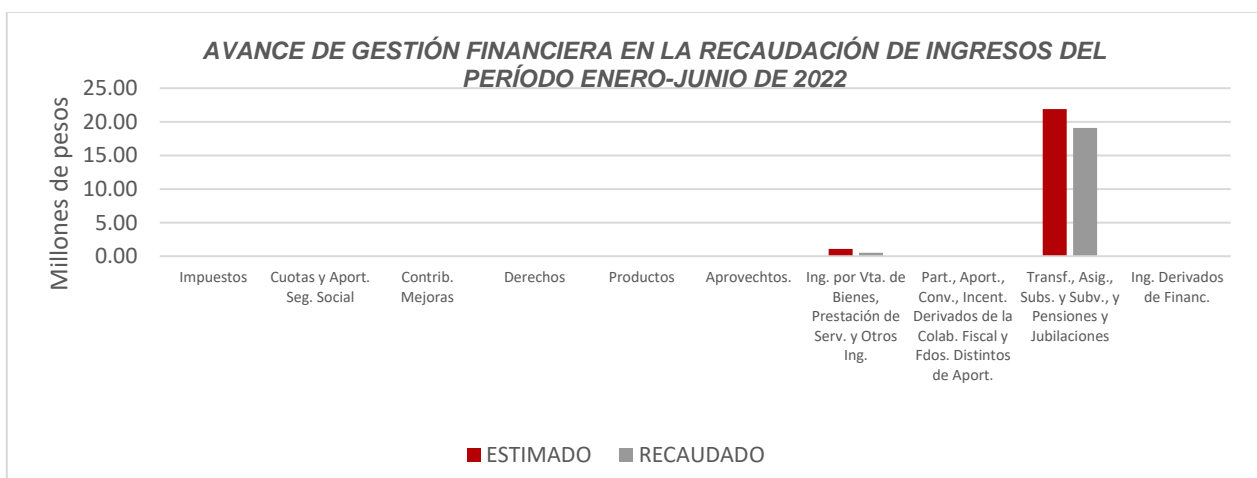 AVANCE DE GESTIÓN FINANCIERA EN LA RECAUDACIÓN DE INGRESOS DEL
PERÍODO ENERO-JUNIO DE 2022
Millones de pesos
25.00
20.00
15.00
10.00
5.00
0.00
Impuestos
Cuotas y Aport.
Seg. Social
Contrib.
Mejoras
Derechos
Productos
Aprovechtos.
Ing. por Vta. de
Bienes,
Prestación de
Serv. y Otros
Ing.
Part., Aport.,
Conv., Incent.
Derivados de la
Colab. Fiscal y
Fdos. Distintos
de Aport.
Transf., Asig.,
Subs. y Subv., y
Pensiones y
Jubilaciones
Ing. Derivados
de Financ.
ESTIMADO
RECAUDADO